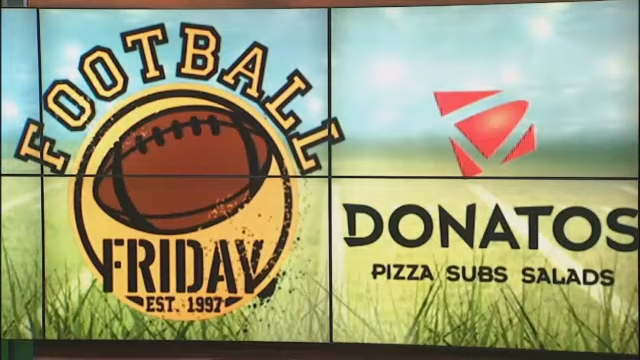 FOOTBALL
FRIDAY
EST. 1997
DONATOS
PIZZA SUBS SALADS